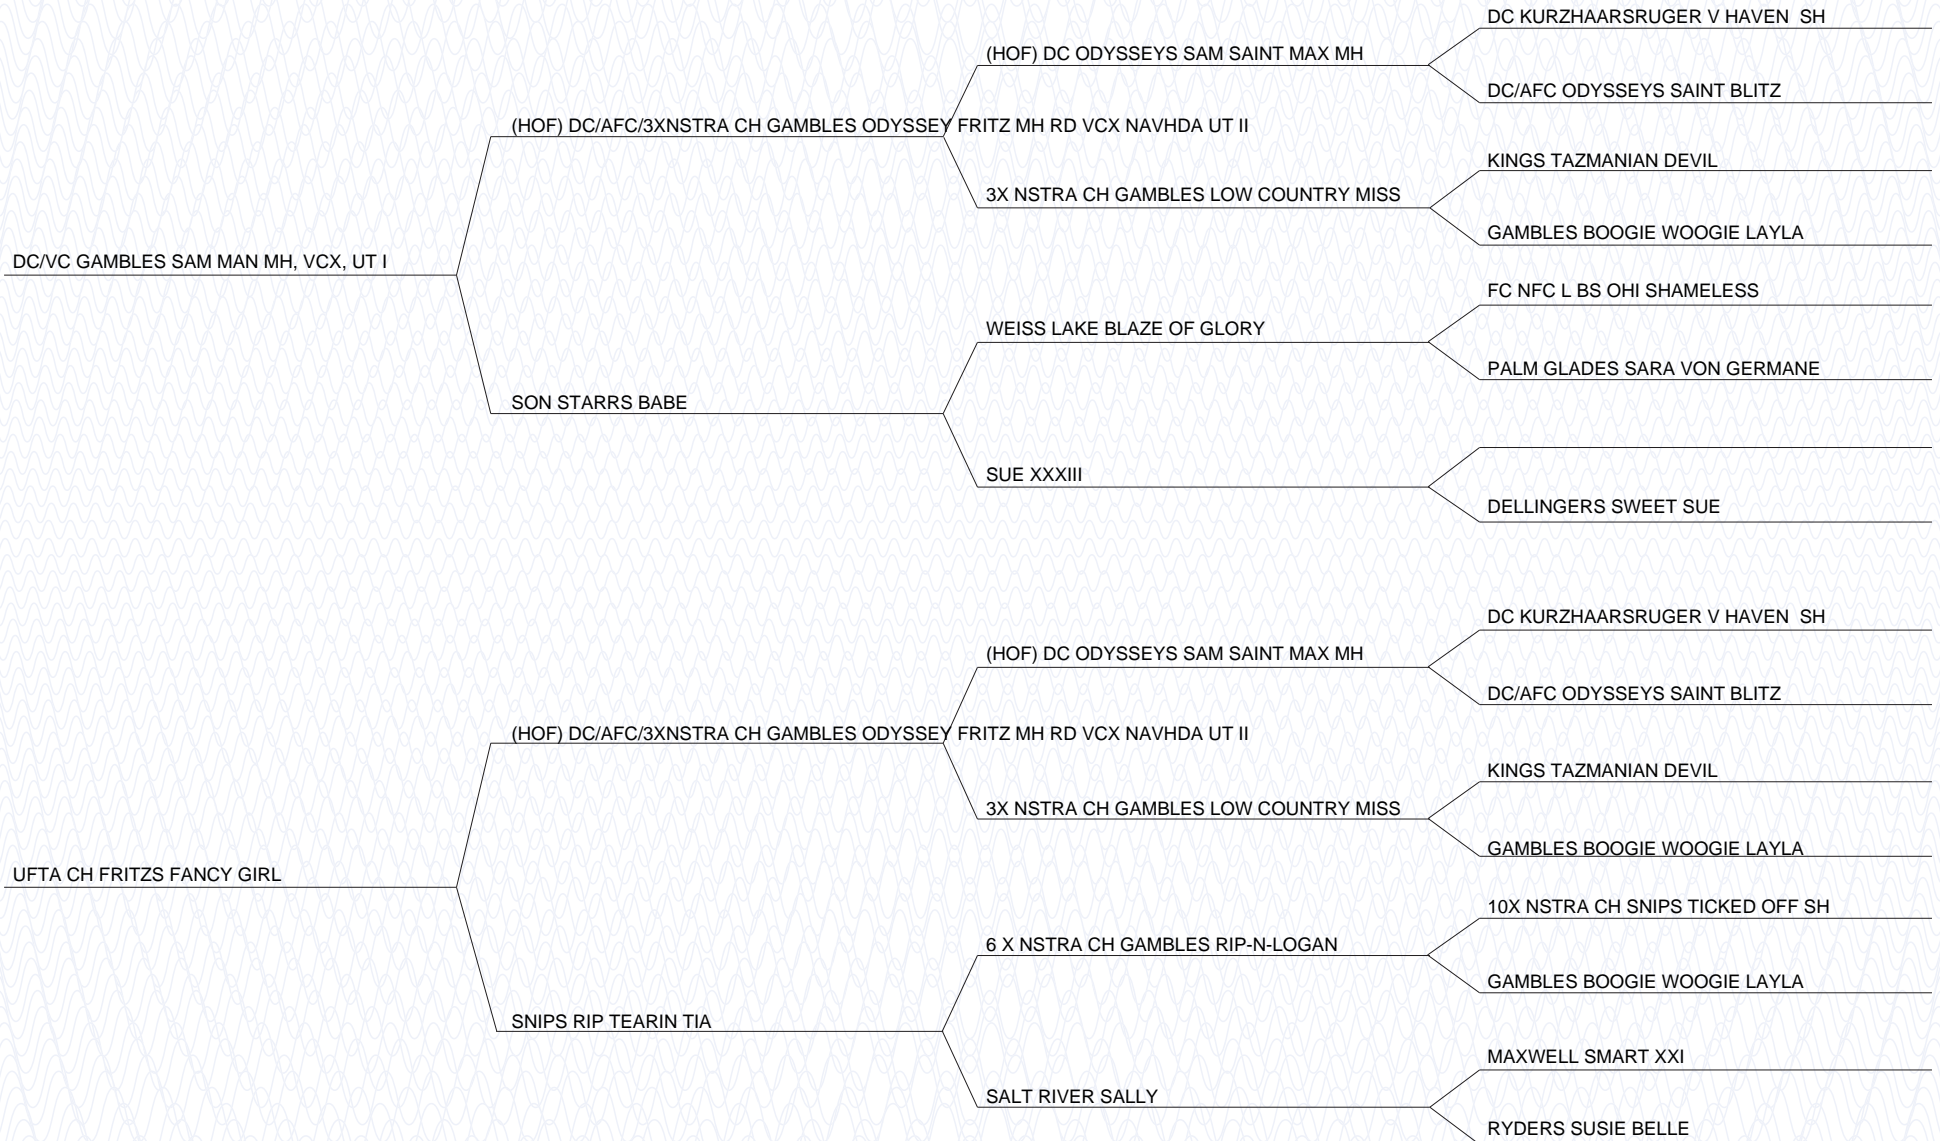 DC KURZHAARSRUGER V HAVEN  SH
(HOF) DC ODYSSEYS SAM SAINT MAX MH
DC/AFC ODYSSEYS SAINT BLITZ
(HOF) DC/AFC/3XNSTRA CH GAMBLES ODYSSEY FRITZ MH RD VCX NAVHDA UT II
KINGS TAZMANIAN DEVIL
3X NSTRA CH GAMBLES LOW COUNTRY MISS
GAMBLES BOOGIE WOOGIE LAYLA
DC/VC GAMBLES SAM MAN MH, VCX, UT I
FC NFC L BS OHI SHAMELESS
WEISS LAKE BLAZE OF GLORY
PALM GLADES SARA VON GERMANE
SON STARRS BABE
SUE XXXIII
DELLINGERS SWEET SUE
DC KURZHAARSRUGER V HAVEN  SH
(HOF) DC ODYSSEYS SAM SAINT MAX MH
DC/AFC ODYSSEYS SAINT BLITZ
(HOF) DC/AFC/3XNSTRA CH GAMBLES ODYSSEY FRITZ MH RD VCX NAVHDA UT II
KINGS TAZMANIAN DEVIL
3X NSTRA CH GAMBLES LOW COUNTRY MISS
GAMBLES BOOGIE WOOGIE LAYLA
UFTA CH FRITZS FANCY GIRL
10X NSTRA CH SNIPS TICKED OFF SH
6 X NSTRA CH GAMBLES RIP-N-LOGAN
GAMBLES BOOGIE WOOGIE LAYLA
SNIPS RIP TEARIN TIA
MAXWELL SMART XXI
SALT RIVER SALLY
RYDERS SUSIE BELLE